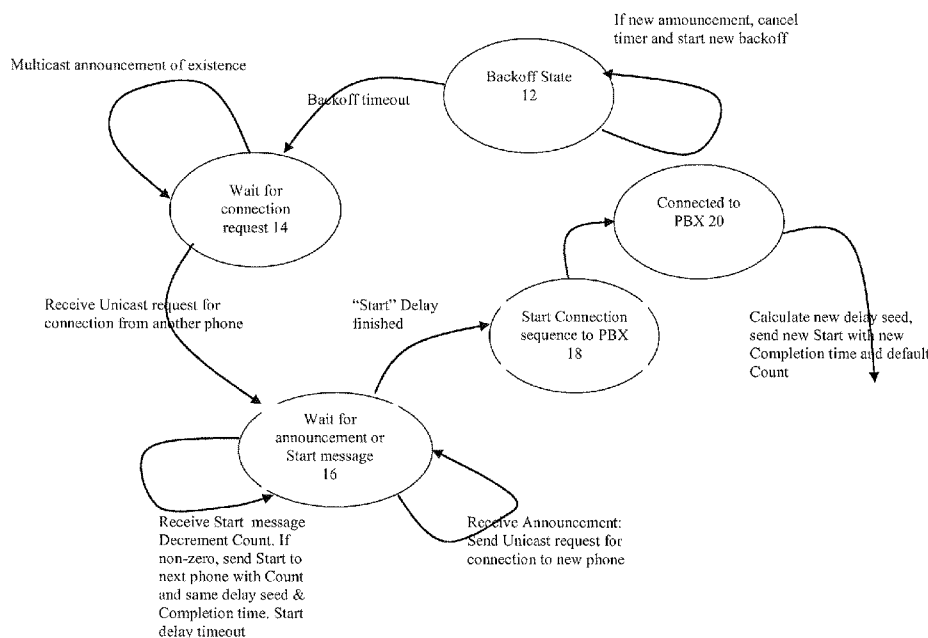 If new announcement, cancel
timer and start new backoff
Multicast announcement of existence
Backoff State
12
Backoff timeout
Wait for
connection
request 14
Connected to
PBX 20
Receive Unicast request for
connection from another phone
“Start” Delay
finished
Start Connection
sequence to PBX
18
Calculate new delay seed,
send new Start with new
Completion time and default
Count
Wait for
announcement or
Start message
16
Receive Start message
Decrement Count. If
non-zero, send Start to
next phone with Count
and same delay seed &
Completion time. Start
delay timeout
Receive Announcement:
Send Unicast request for
connection to new phone